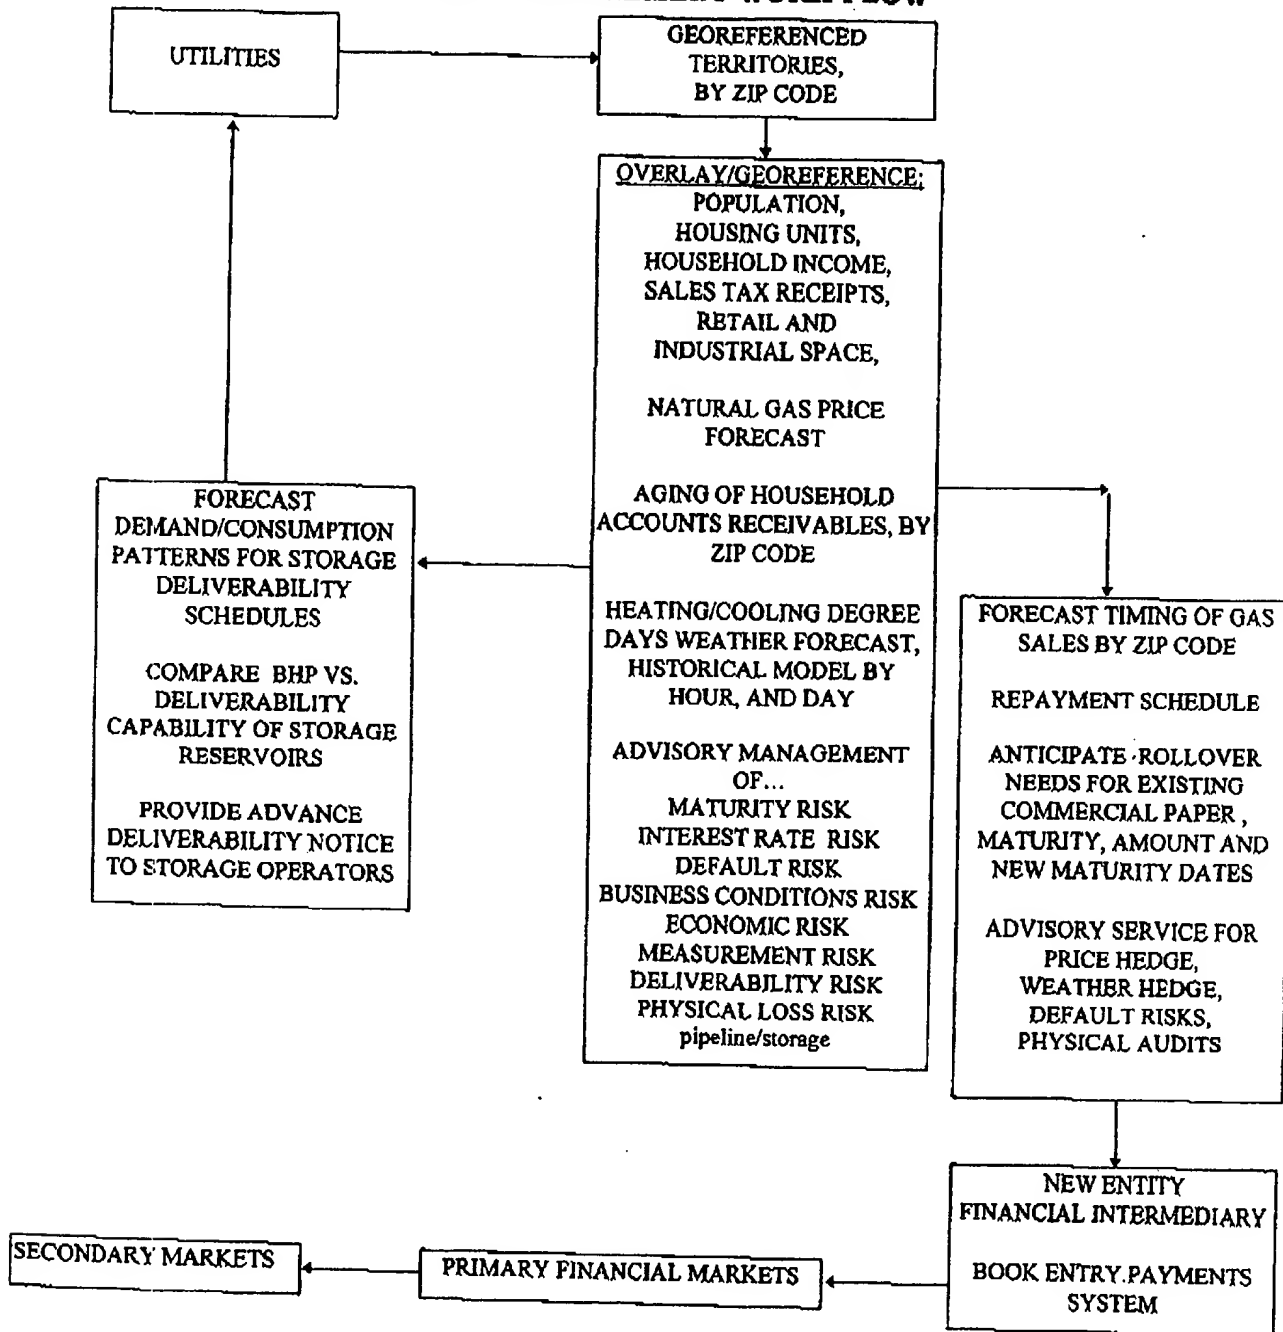 WORKFLOW
UTILITIES
GEOREFERENCED
TERRITORIES,
BY ZIP CODE
OVERLAY/GEOREFERENCE:
POPULATION,
HOUSING UNITS,
HOUSEHOLD INCOME,
SALES TAX RECEIPTS,
RETAIL AND
INDUSTRIAL SPACE,
NATURAL GAS PRICE
FORECAST
AGING OF HOUSEHOLD
ACCOUNTS RECEIVABLES, BY
ZIP CODE
HEATING/COOLING DEGREE
DAYS WEATHER FORECAST,
HISTORICAL MODEL BY
HOUR, AND DAY
ADVISORY MANAGEMENT
OF...
MATURITY RISK
INTEREST RATE RISK
DEFAULT RISK
BUSINESS CONDITIONS RISK
ECONOMIC RISK
MEASUREMENT RISK
DELIVERABILITY RISK
PHYSICAL LOSS RISK
pipeline/storage
FORECAST
DEMAND/CONSUMPTION
PATTERNS FOR STORAGE
DELIVERABILITY
SCHEDULES
COMPARE BHP VS.
DELIVERABILITY
CAPABILITY OF STORAGE
RESERVOIRS
PROVIDE ADVANCE
DELIVERABILITY NOTICE
TO STORAGE OPERATORS
FORECAST TIMING OF GAS
SALES BY ZIP CODE
REPAYMENT SCHEDULE
ANTICIPATE ROLLOVER
NEEDS FOR EXISTING
COMMERCIAL PAPER,
MATURITY, AMOUNT AND
NEW MATURITY DATES
ADVISORY SERVICE FOR
PRICE HEDGE,
WEATHER HEDGE,
DEFAULT RISKS,
PHYSICAL AUDITS
NEW ENTITY
FINANCIAL INTERMEDIARY
BOOK ENTRY.PAYMENTS
SYSTEM
PRIMARY FINANCIAL MARKETS
SECONDARY MARKETS